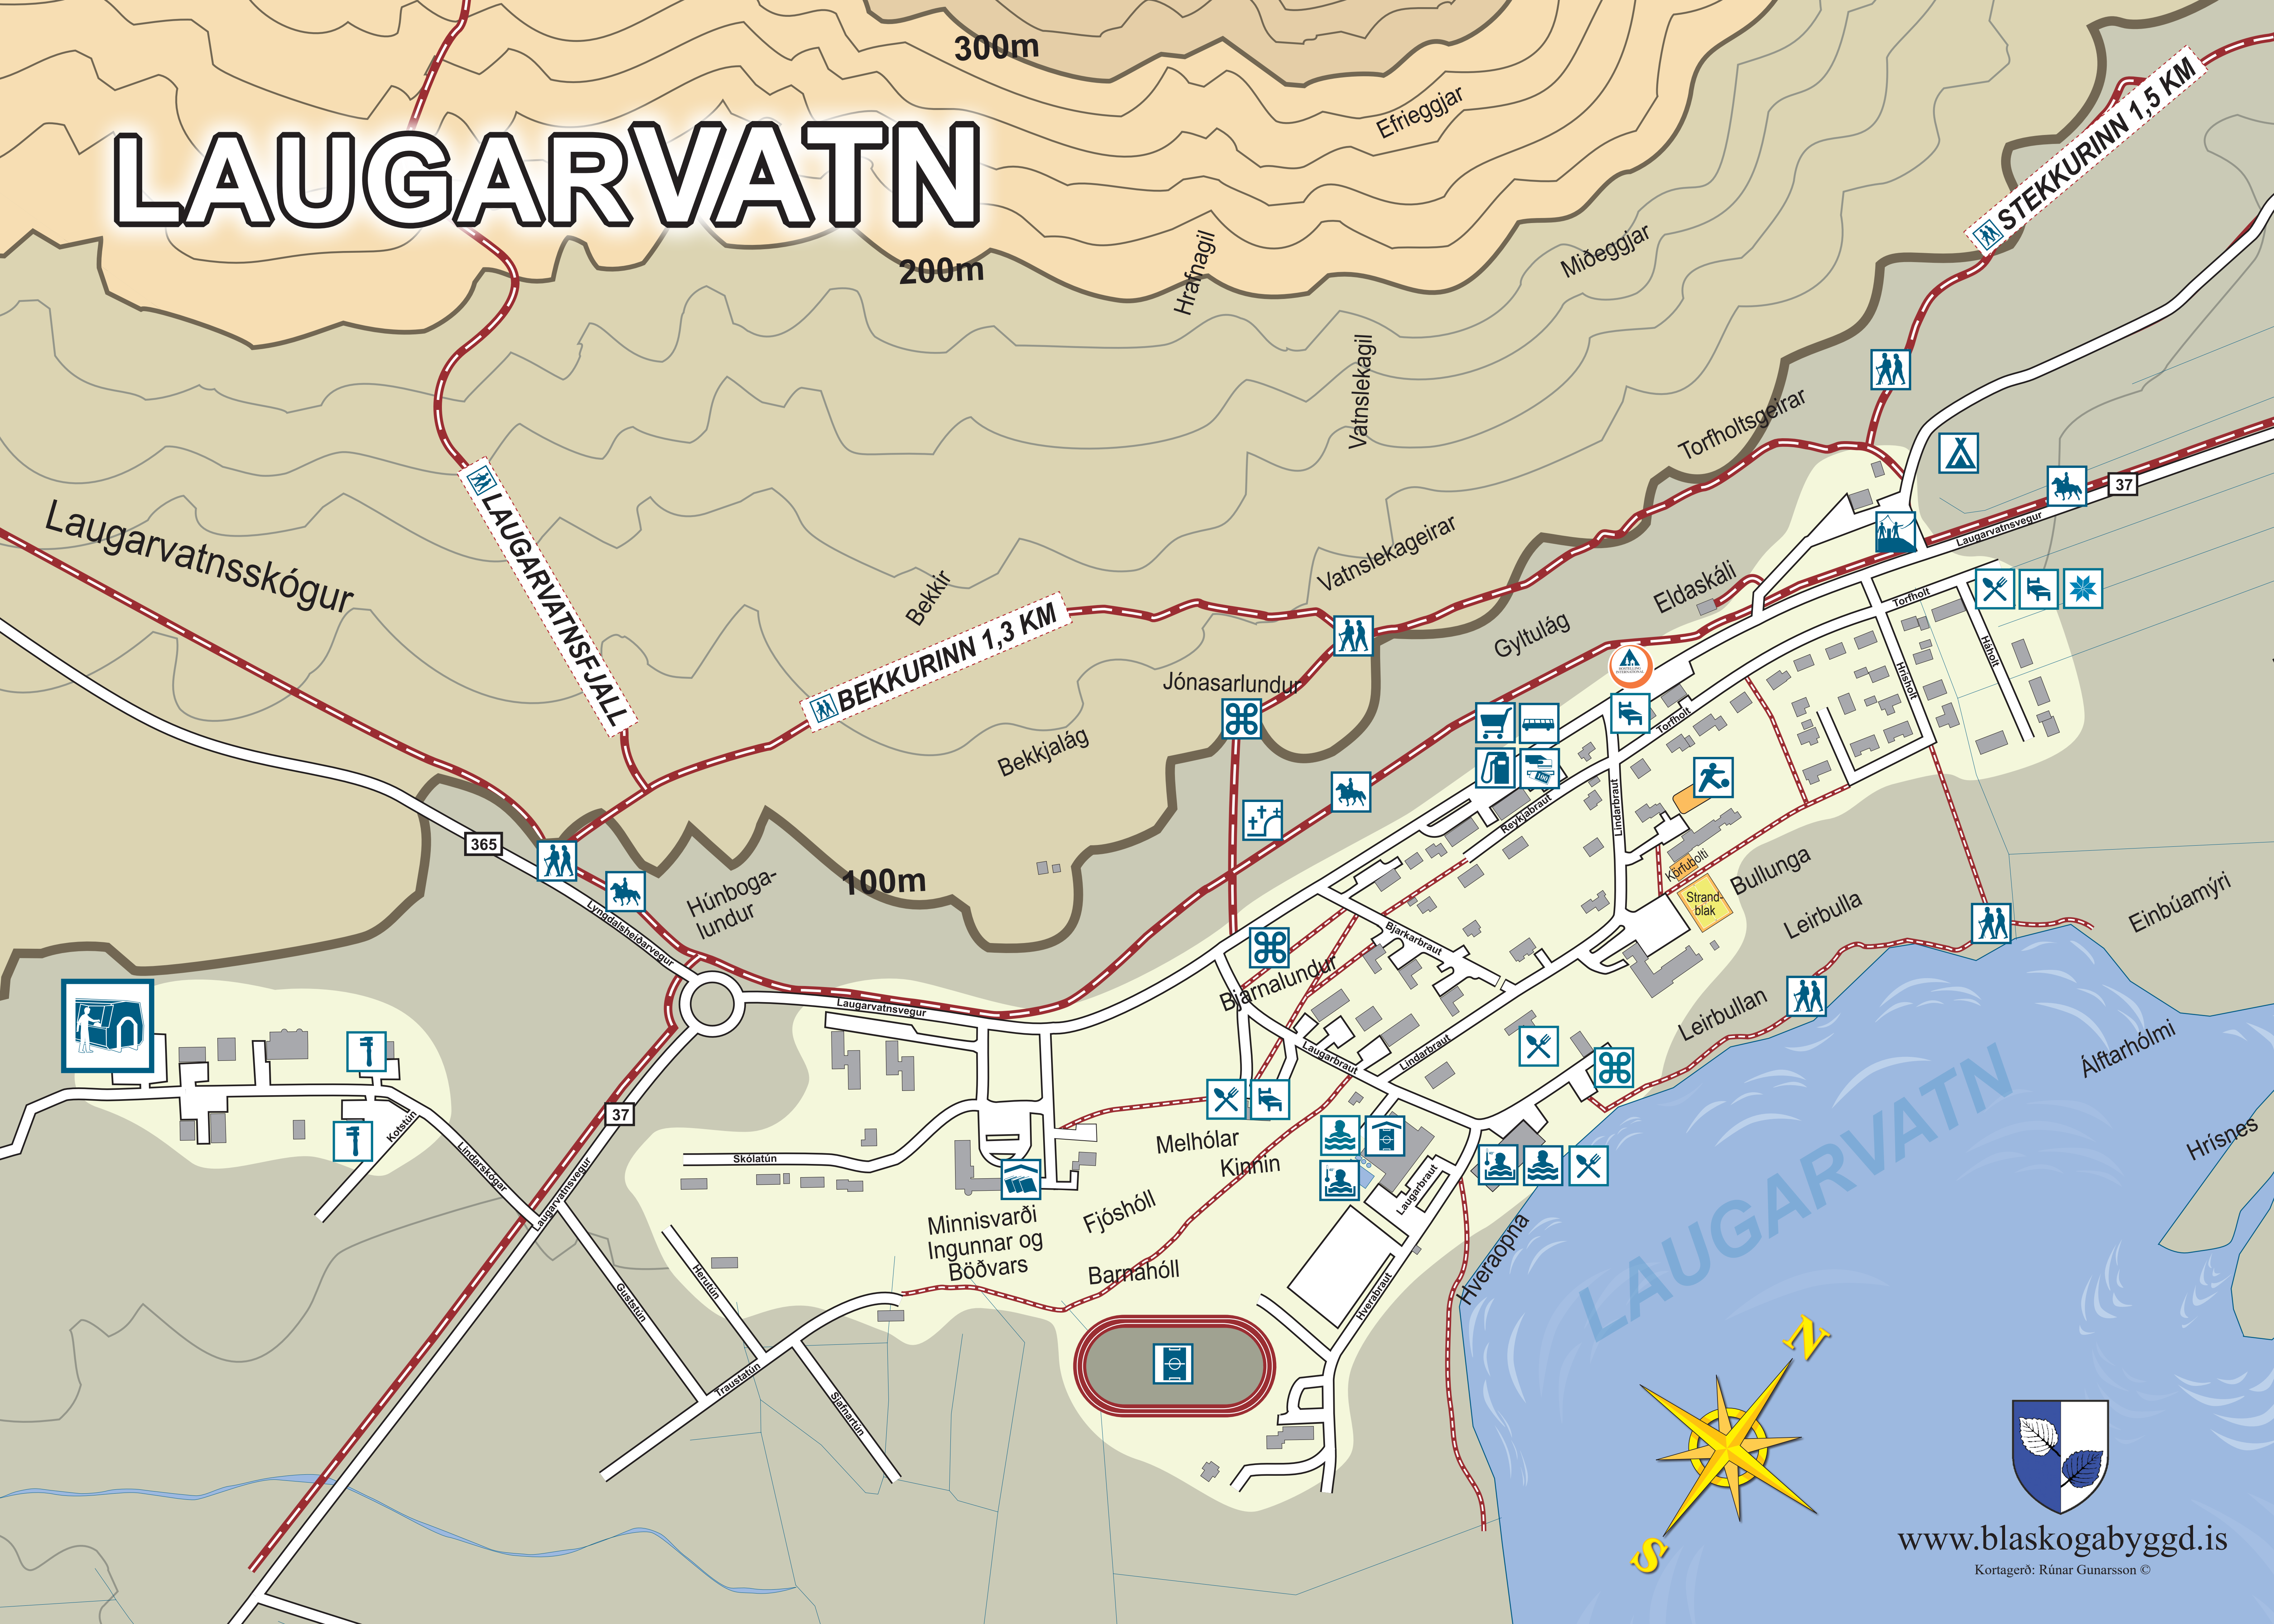 300m
Efrieggjar
STEKKURINN 1,5 KM
LAUGARVATN
200m
Hrafnagil
Miðeggjar
Vatnslekagil
Torfholtsgeirar
37
Laugarvatnsvegur
LAUGARVATNSFJALL
Laugarvatnsskógur
Bekkir
Vatnslekageirar
BEKKURINN 1,3 KM
Eldaskáli
Gyltulág
Torfholt
Háholt
Hrísholt
HOSTELLING
INTERNATIONAL
Jónasarlundur
Bekkjalág
Torfholt
Lindarbraut
Reykjabraut
365
Húnboga-
lundur
100m
Körfubolti
Strand-
blak
Bullunga
Leirbulla
Einbúamýri
Lyngdalsheiðarvegur
Bjarkarbraut
Bjarnalundur
Laugarvatnsvegur
Leirbullan
Álftarhólmi
Laugarbraut
Lindarbraut
37
Kotstún
Lindarskógar
Laugarvatnsvegur
Skólatún
Melhólar
Kinnin
Laugarbraut
Hrísnes
LAUGARVATN
Minnisvarði
Ingunnar og
Böðvars
Fjóshóll
Barnahóll
Hveraopna
Hverabraut
Herutún
Guststún
Traustatún
Sjafnartún
N
S
www.blaskogabyggd.is
Kortagerð: Rúnar Gunarsson ©